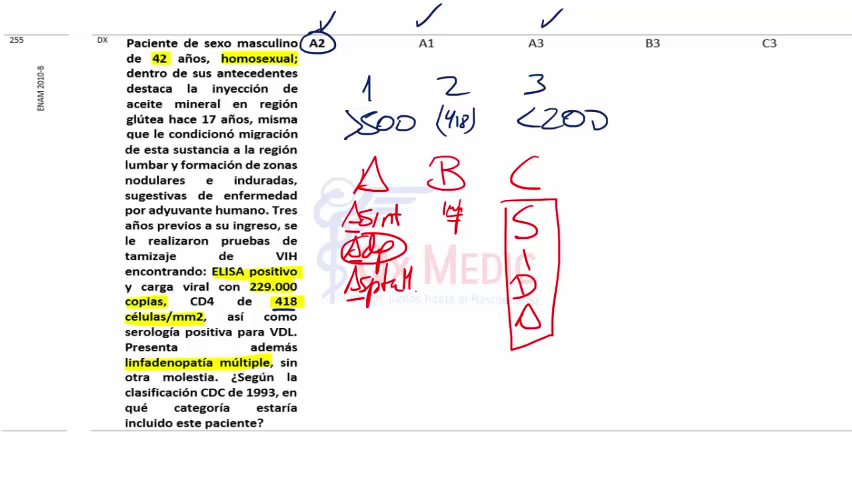 255
DX
ENAM 2010-B
Paciente de sexo masculino
de 42 años, homosexual;
dentro de sus antecedentes
destaca la inyección de
aceite mineral en región
glútea hace 17 años, misma
que le condicionó migración
de esta sustancia a la región
lumbar y formación de zonas
nodulares e induradas,
sugestivas de enfermedad
por adyuvante humano. Tres
años previos a su ingreso, se
le realizaron pruebas de
tamizaje de VIH
encontrando: ELISA positivo
y carga viral con 229.000
copias, CD4 de 418
células/mm2, así como
serología positiva para VDL.
Presenta además
linfadenopatía múltiple, sin
otra molestia. ¿Según la
clasificación CDC de 1993, en
qué categoría estaría
incluido este paciente?
A2 A1 A3 B3 C3
1 2 3
>500 (418) <200
A B C
Asint
Adp
S
I
D
A
MEDIC
Juntos hasta el